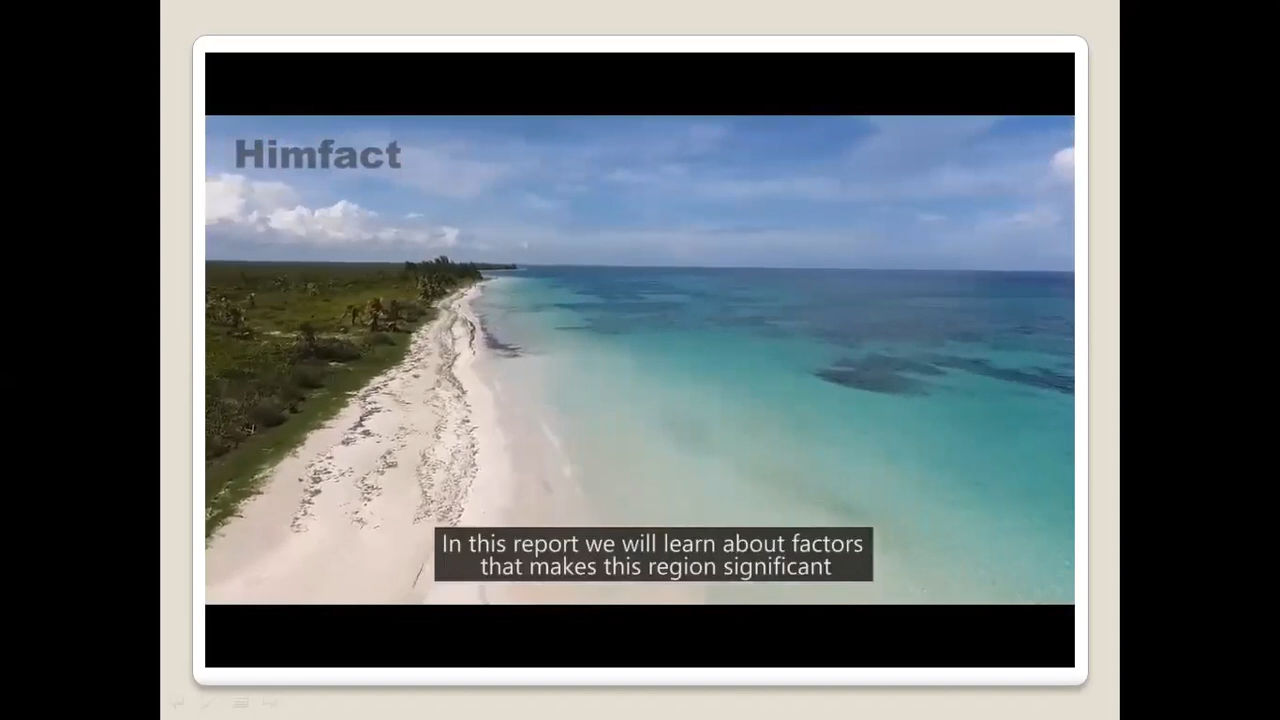 Himfact
In this report we will learn about factors
that makes this region significant